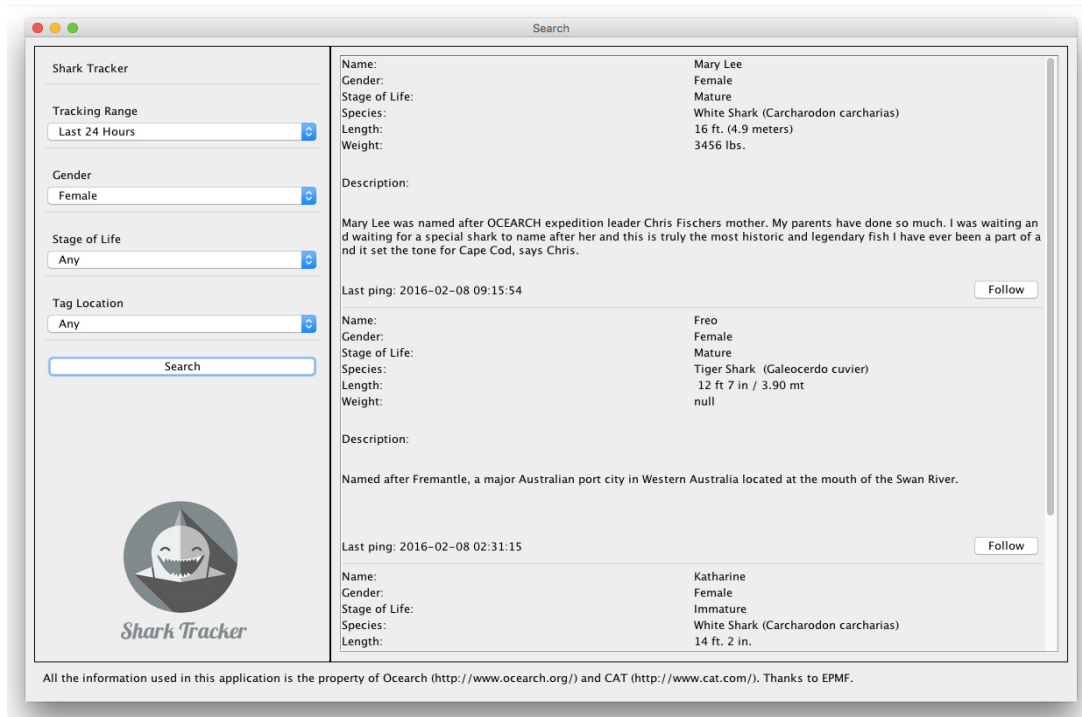 Search
Shark Tracker
Tracking Range
Last 24 Hours
Gender
Female
Stage of Life
Any
Tag Location
Any
Search
Shark Tracker
Name: Mary Lee
Gender: Female
Stage of Life: Mature
Species: White Shark (Carcharodon carcharias)
Length: 16 ft. (4.9 meters)
Weight: 3456 lbs.
Description:
Mary Lee was named after OCEARCH expedition leader Chris Fischers mother. My parents have done so much. I was waiting an
d waiting for a special shark to name after her and this is truly the most historic and legendary fish I have ever been a part of a
nd it set the tone for Cape Cod, says Chris.
Last ping: 2016-02-08 09:15:54 Follow
Name: Freo
Gender: Female
Stage of Life: Mature
Species: Tiger Shark (Galeocerdo cuvier)
Length: 12 ft 7 in / 3.90 mt
Weight: null
Description:
Named after Fremantle, a major Australian port city in Western Australia located at the mouth of the Swan River.
Last ping: 2016-02-08 02:31:15 Follow
Name: Katharine
Gender: Female
Stage of Life: Immature
Species: White Shark (Carcharodon carcharias)
Length: 14 ft. 2 in.
All the information used in this application is the property of Ocearch (http://www.ocearch.org/) and CAT (http://www.cat.com/). Thanks to EPMF.